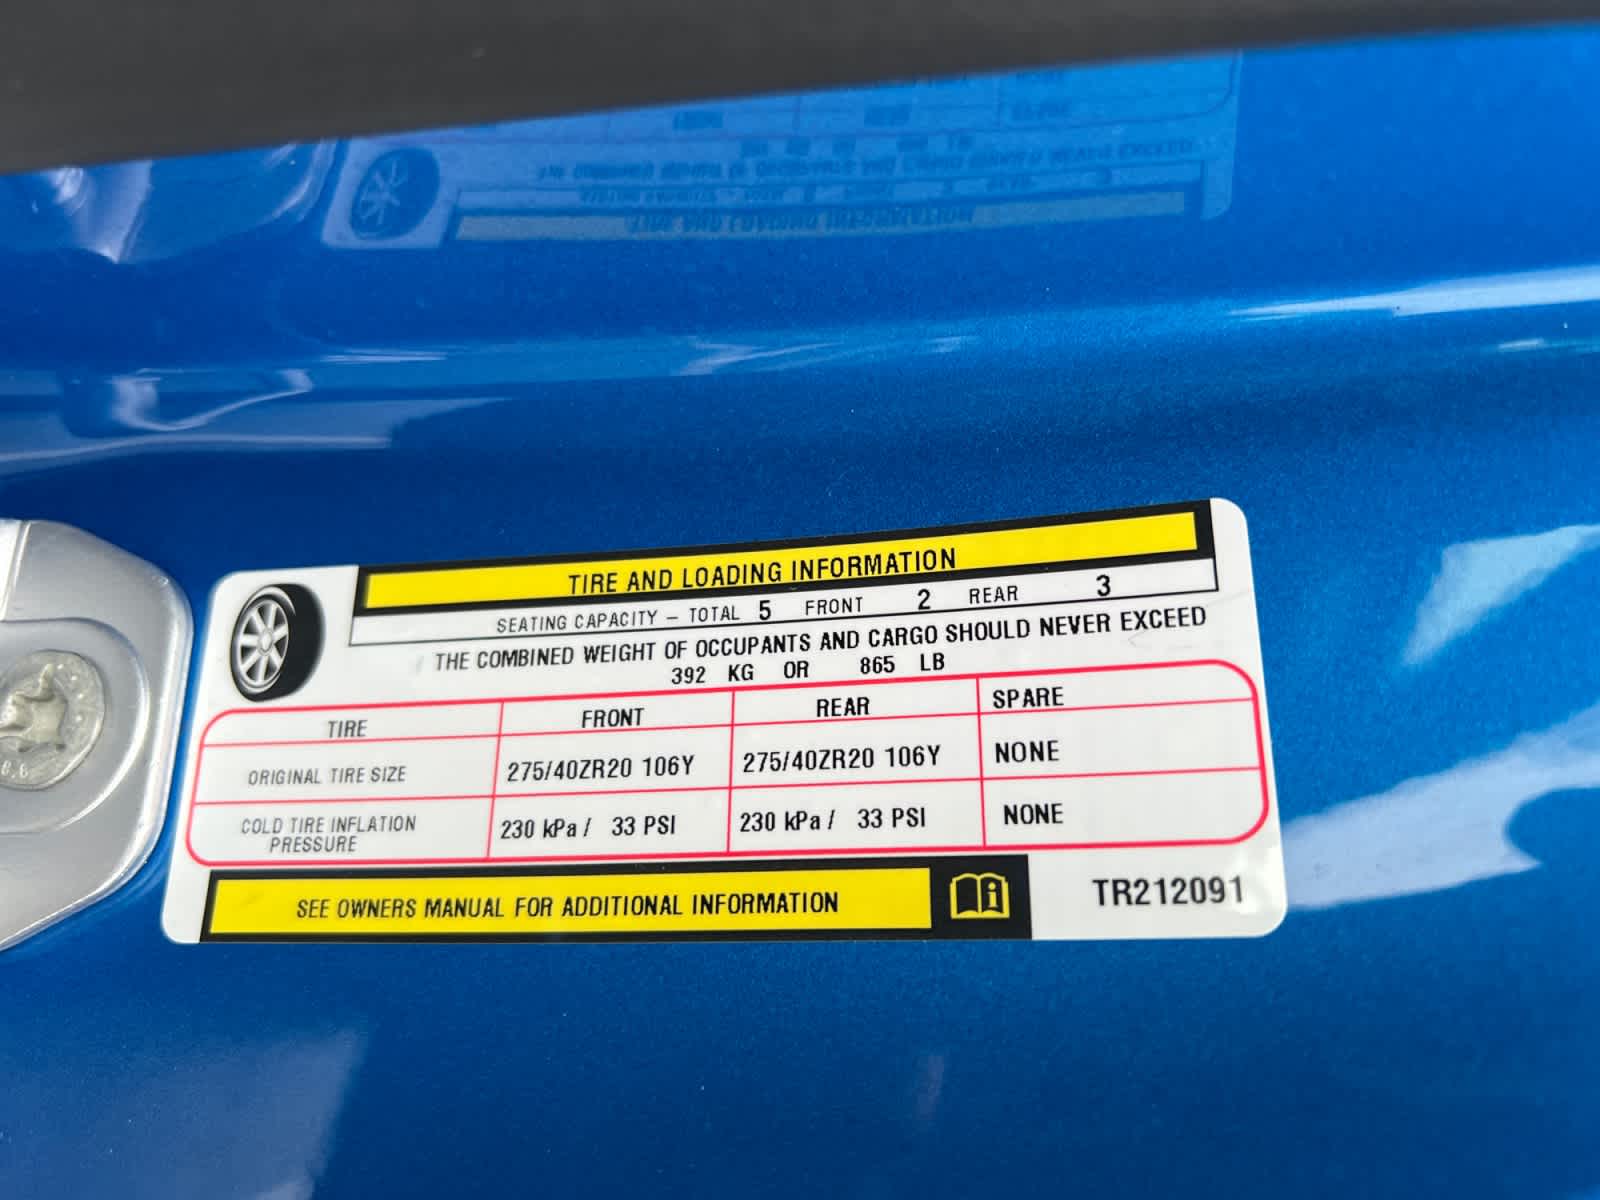 TIRE AND LOADING INFORMATION
SEATING CAPACITY – TOTAL 5 FRONT 2 REAR 3
THE COMBINED WEIGHT OF OCCUPANTS AND CARGO SHOULD NEVER EXCEED
392 KG OR 865 LB
TIRE FRONT REAR SPARE
ORIGINAL TIRE SIZE 275/40ZR20 106Y 275/40ZR20 106Y NONE
COLD TIRE INFLATION PRESSURE 230 kPa / 33 PSI 230 kPa / 33 PSI NONE
SEE OWNERS MANUAL FOR ADDITIONAL INFORMATION
TR212091